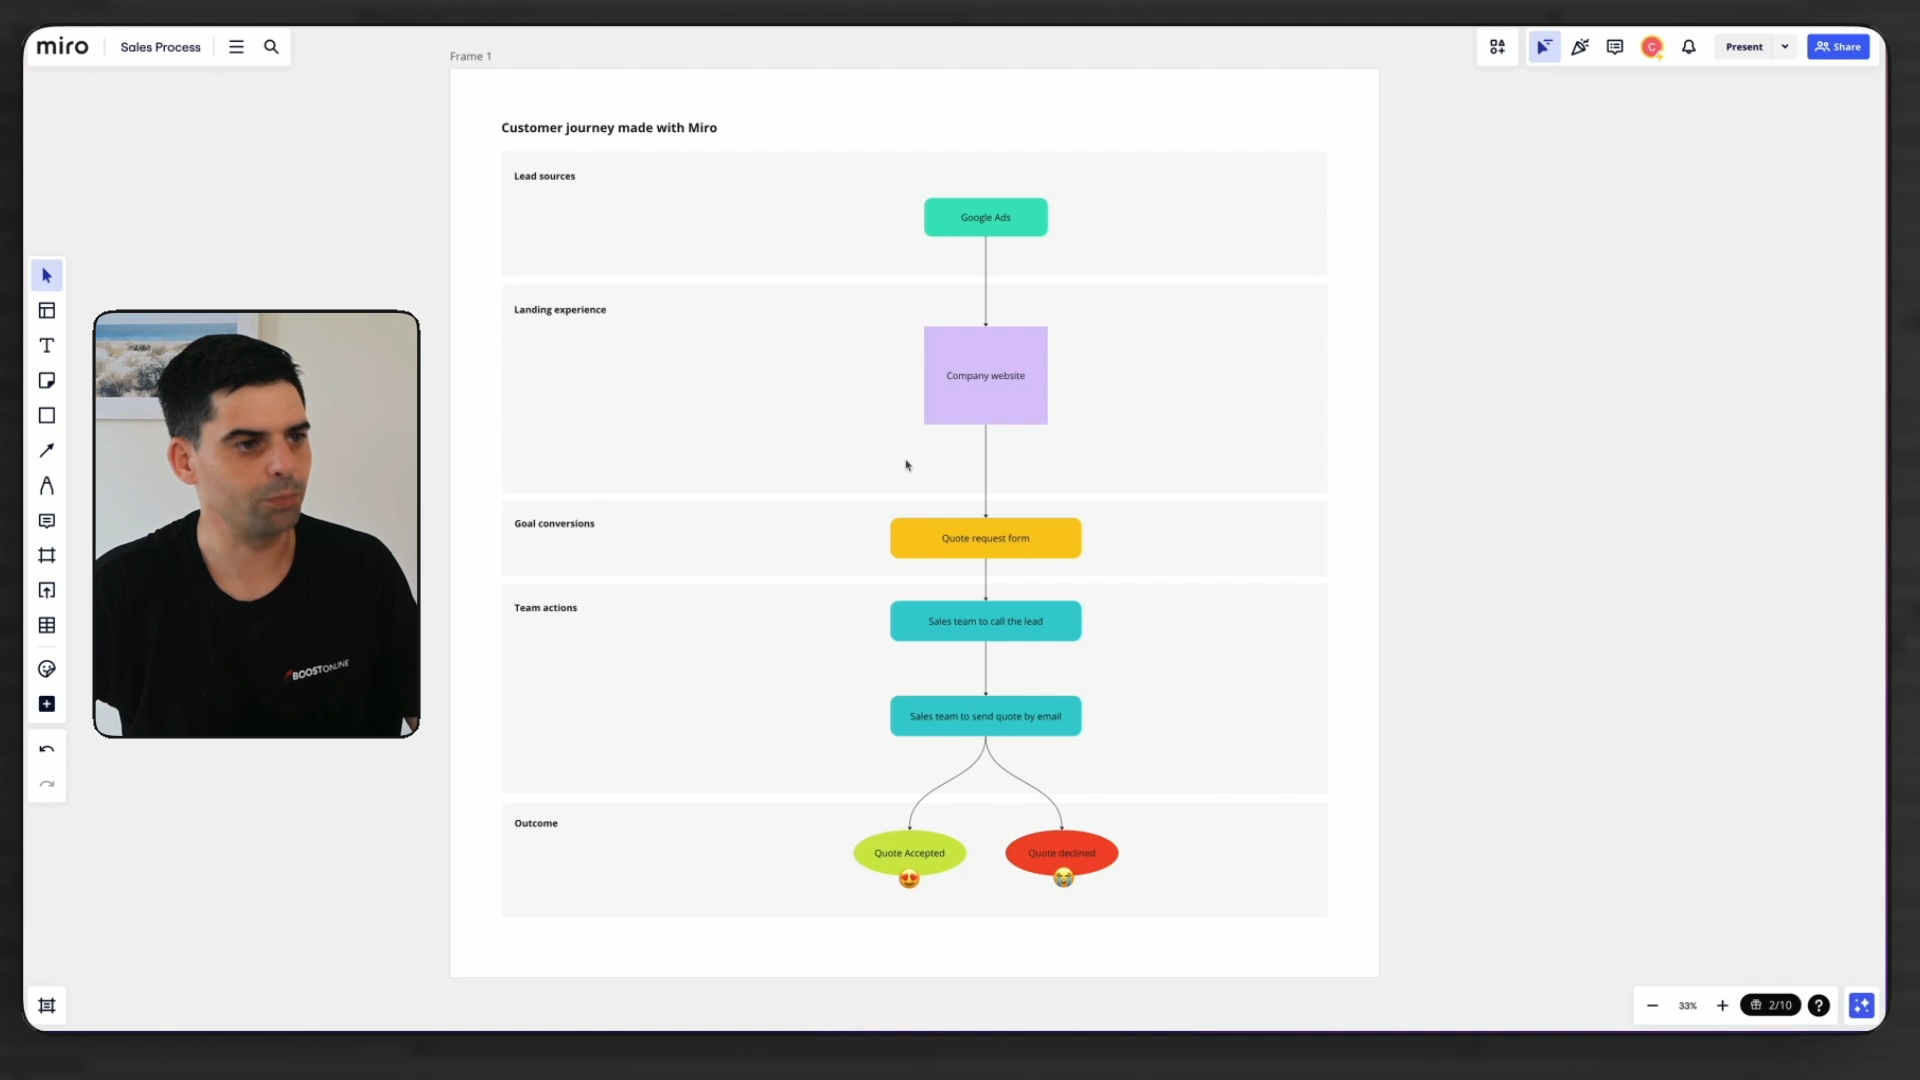 miro
Sales Process
Present
Share
Frame 1
Customer journey made with Miro
Lead sources
Google Ads
Landing experience
Company website
Goal conversions
Quote request form
Team actions
Sales team to call the lead
Sales team to send quote by email
Outcome
Quote Accepted
Quote declined
BOOSTONLINE
C
33%
2/10